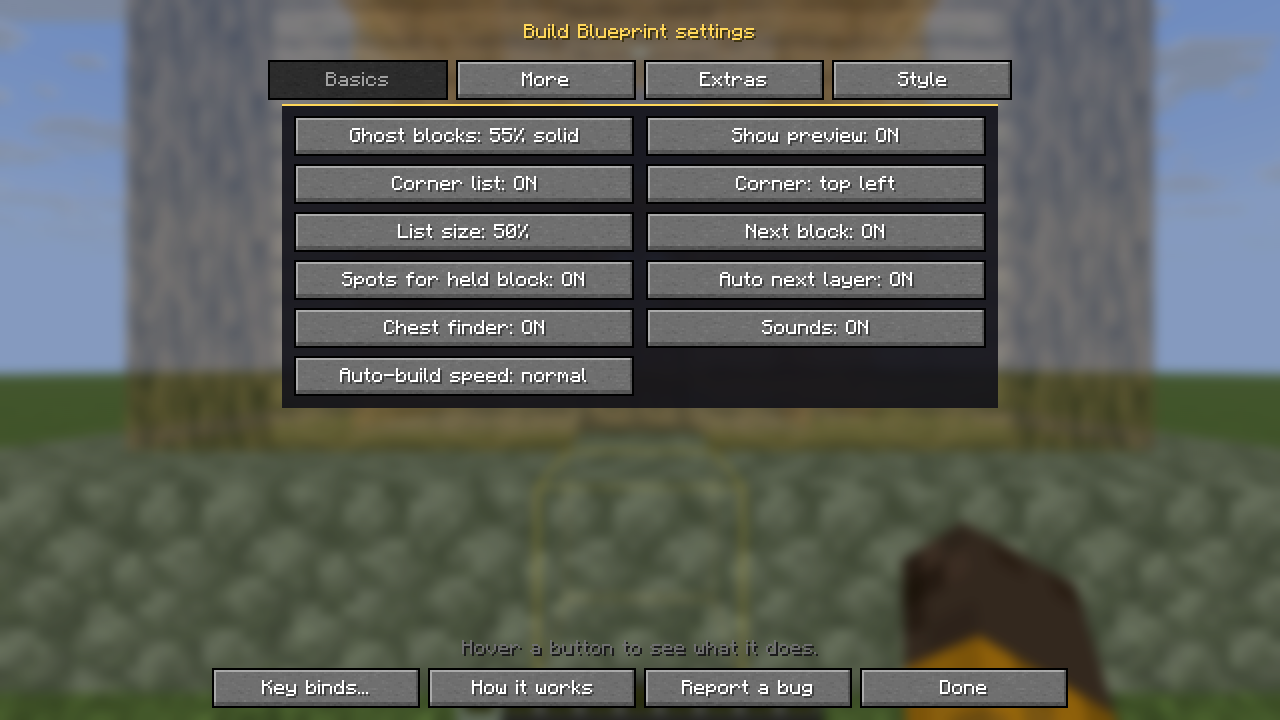 Build Blueprint settings
Basics
More
Extras
Style
Ghost blocks: 55% solid
Show preview: ON
Corner list: ON
Corner: top left
List size: 50%
Next block: ON
Spots for held block: ON
Auto next layer: ON
Chest finder: ON
Sounds: ON
Auto-build speed: normal
Hover a button to see what it does.
Key binds...
How it works
Report a bug
Done